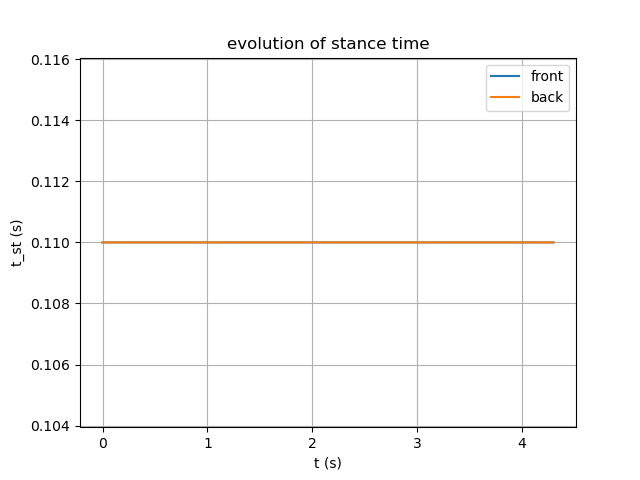 evolution of stance time
0.116
0.114
0.112
0.110
0.108
0.106
0.104
t_st (s)
front
back
0 1 2 3 4
t (s)